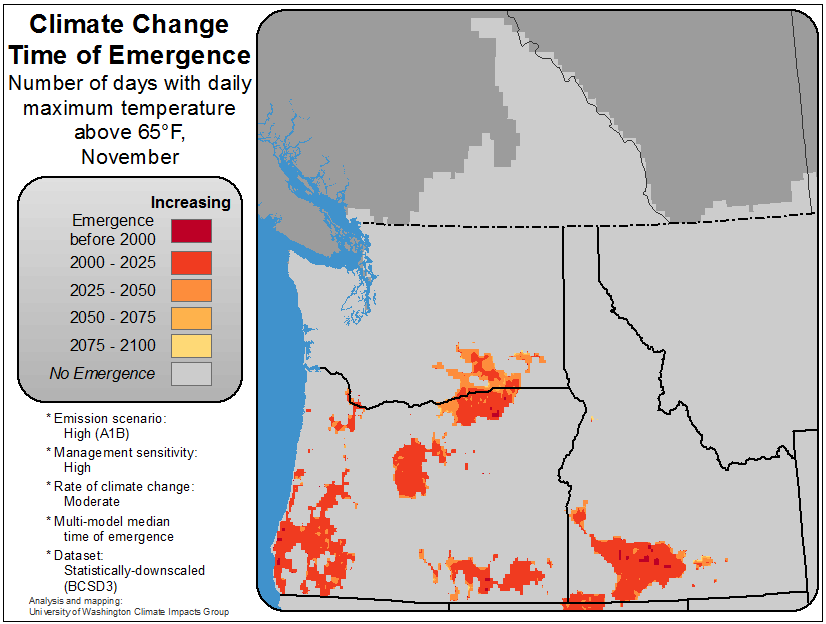 Climate Change
Time of Emergence
Number of days with daily
maximum temperature
above 65°F,
November
Increasing
Emergence
before 2000
2000 - 2025
2025 - 2050
2050 - 2075
2075 - 2100
No Emergence
* Emission scenario:
High (A1B)
* Management sensitivity:
High
* Rate of climate change:
Moderate
* Multi-model median
time of emergence
* Dataset:
Statistically-downscaled
(BCSD3)
Analysis and mapping:
University of Washington Climate Impacts Group